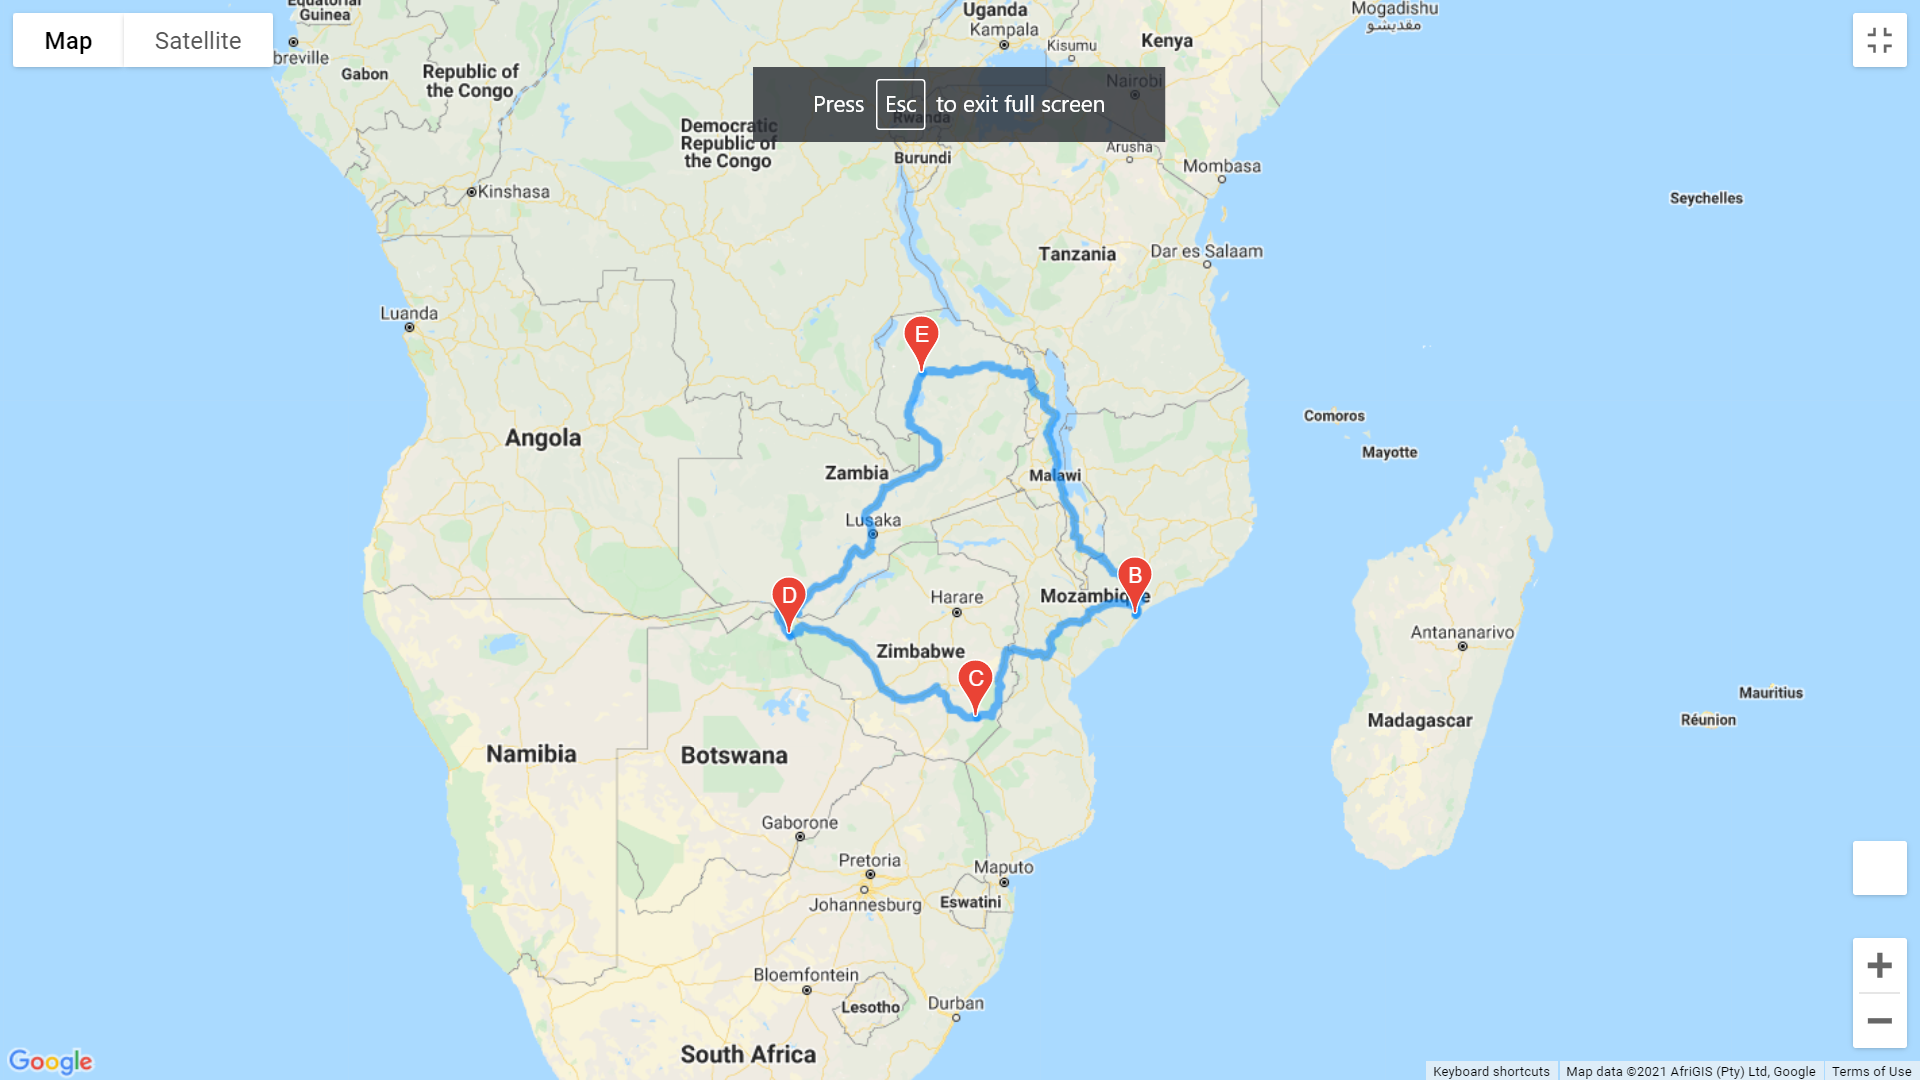 Map
Satellite
Press Esc to exit full screen
Equatorial
Guinea
breville
Gabon
Republic of
the Congo
Democratic
Republic of
the Congo
Kinshasa
Uganda
Kampala
Kisumu
Kenya
Nairobi
Rwanda
Burundi
Arusha
Mombasa
Mogadishu
مقديشو
Seychelles
Tanzania
Dar es Salaam
Luanda
E
Angola
Zambia
Malawi
Comoros
Mayotte
Lusaka
D
B
Harare
Mozambique
Zimbabwe
C
Antananarivo
Madagascar
Mauritius
Réunion
Namibia
Botswana
Gaborone
Pretoria
Johannesburg
Maputo
Eswatini
Bloemfontein
Lesotho
Durban
South Africa
Google
Keyboard shortcuts
Map data ©2021 AfriGIS (Pty) Ltd, Google
Terms of Use